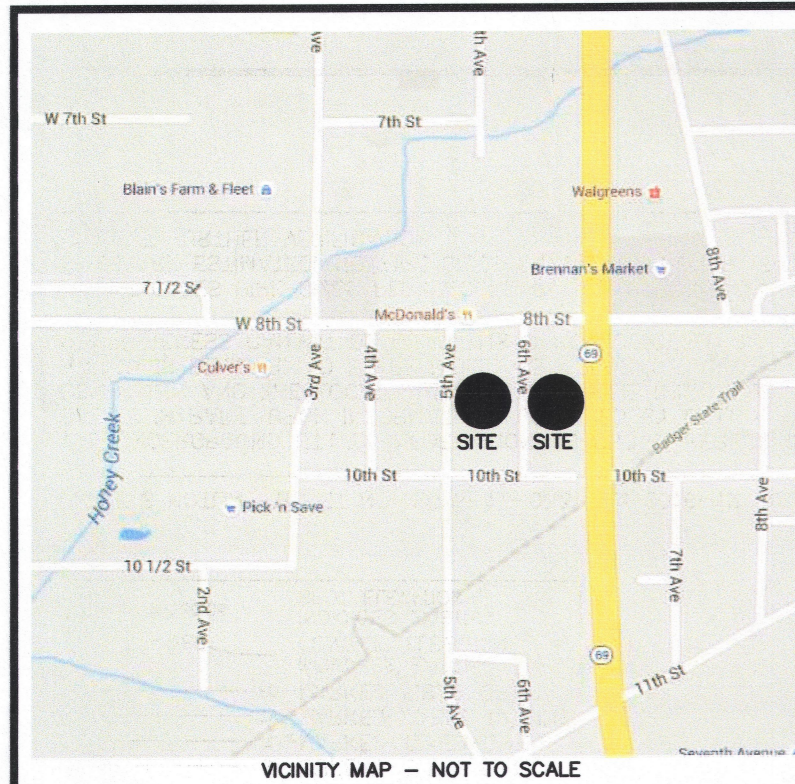 ve
th Ave
W 7th St
7th St
Blain's Farm & Fleet
Walgreens
Brennan's Market
8th Ave
7 1/2 St
W 8th St
McDonald's
8th St
69
Culver's
3rd Ave
4th Ave
5th Ave
6th Ave
SITE
SITE
Badger State Trail
Honey Creek
10th St
10th St
10th St
Pick 'n Save
8th Ave
10 1/2 St
2nd Ave
7th Ave
69
5th Ave
6th Ave
11th St
Seventh Avenue
VICINITY MAP – NOT TO SCALE